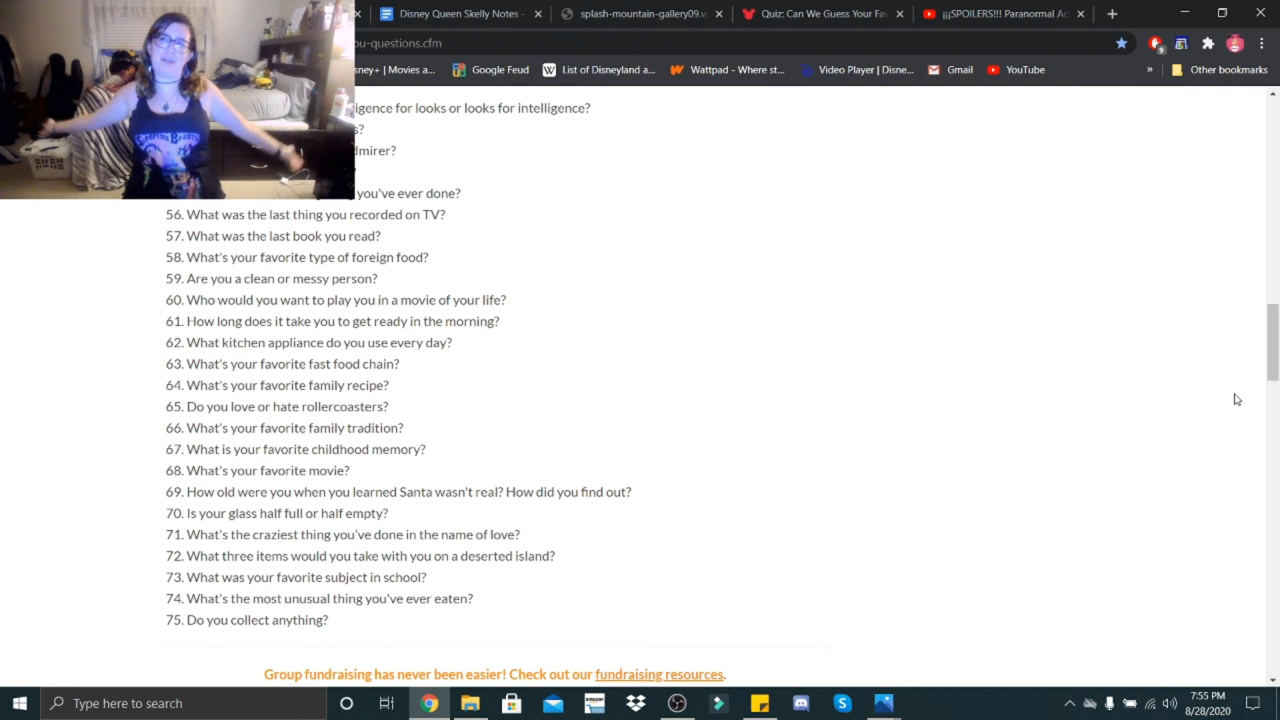 Disney Queen Skelly Notes -
splash-mountain-gallery09.w
Quiz: Can We Guess Your Fav
¡¡¡SPOILERS!!! Paranormal Ac
ou-questions.cfm
sney+ | Movies a...
Google Feud
List of Disneyland a...
Wattpad - Where st...
Video Player | Disne...
Gmail
YouTube
»
Other bookmarks
igence for looks or looks for intelligence?
s?
dmirer?
you've ever done?
56. What was the last thing you recorded on TV?
57. What was the last book you read?
58. What's your favorite type of foreign food?
59. Are you a clean or messy person?
60. Who would you want to play you in a movie of your life?
61. How long does it take you to get ready in the morning?
62. What kitchen appliance do you use every day?
63. What's your favorite fast food chain?
64. What's your favorite family recipe?
65. Do you love or hate rollercoasters?
66. What's your favorite family tradition?
67. What is your favorite childhood memory?
68. What's your favorite movie?
69. How old were you when you learned Santa wasn't real? How did you find out?
70. Is your glass half full or half empty?
71. What's the craziest thing you've done in the name of love?
72. What three items would you take with you on a deserted island?
73. What was your favorite subject in school?
74. What's the most unusual thing you've ever eaten?
75. Do you collect anything?
Group fundraising has never been easier! Check out our fundraising resources.
Type here to search
7:55 PM
8/28/2020